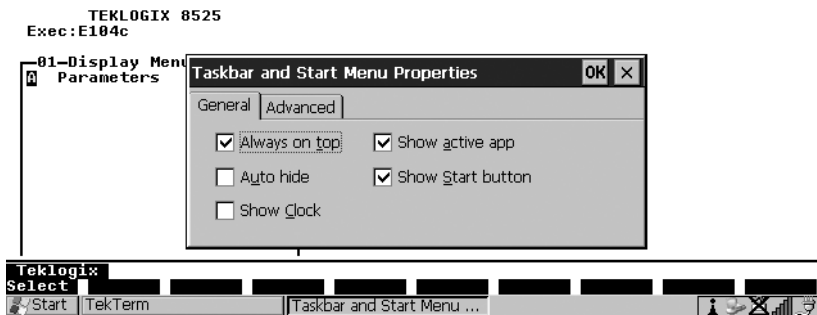 TEKLOGIX 8525
Exec:E104c
01-Display Menu
A Parameters
Taskbar and Start Menu Properties OK ×
General Advanced
Always on top Show active app
Auto hide Show Start button
Show Clock
Teklogix
Select
Start TekTerm Taskbar and Start Menu ...